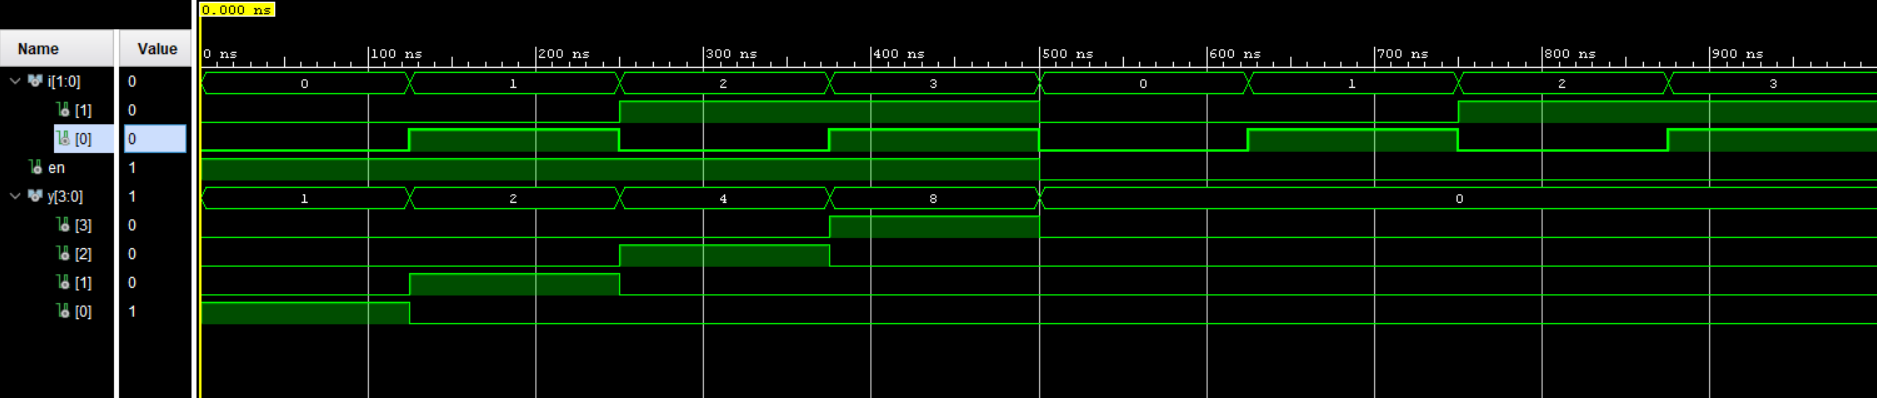 0.000 ns
Name Value
0 ns 100 ns 200 ns 300 ns 400 ns 500 ns 600 ns 700 ns 800 ns 900 ns
i[1:0] 0 0 1 2 3 0 1 2 3
[1] 0
[0] 0
en 1
y[3:0] 1 1 2 4 8 0
[3] 0
[2] 0
[1] 0
[0] 1